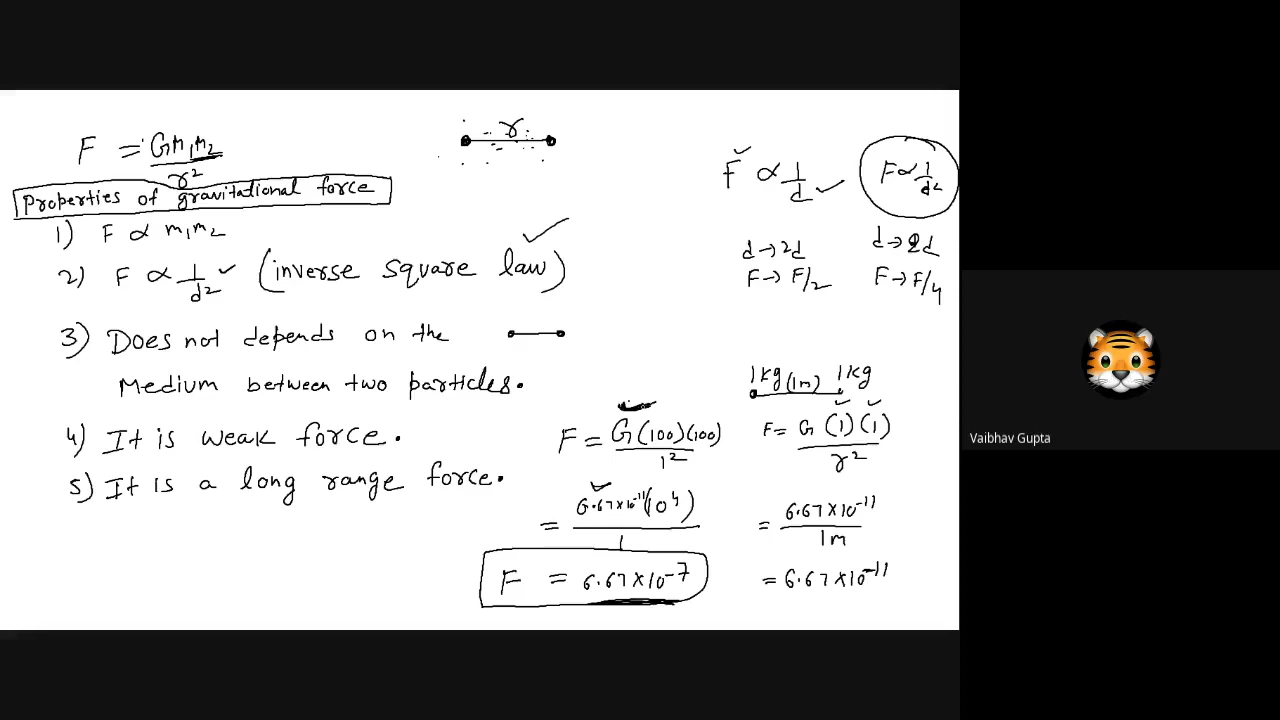 F = Gm₁m₂
r²
r
Properties of gravitational force
1) F ∝ m₁m₂
2) F ∝ 1/d² (inverse square law)
3) Does not depends on the
Medium between two particles.
4) It is weak force.
5) It is a long range force.
F ∝ 1/d
F ∝ 1/d²
d → 2d
F → F/2
d → 2d
F → F/4
1kg (1m) 1kg
F = G(100)(100)
1²
= 6.67×10⁻¹¹(10⁴)
1
F = 6.67×10⁻⁷
F = G (1) (1)
r²
= 6.67×10⁻¹¹
1m
= 6.67×10⁻¹¹
Vaibhav Gupta